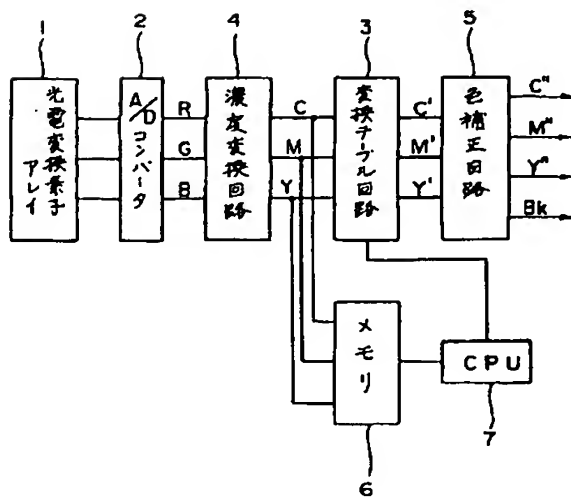 1
2
4
3
5
光電変換素子
アレイ
A/D
コンバータ
R
G
B
濃度変換回路
C
M
Y
変換テーブル回路
C'
M'
Y'
色補正回路
C"
M"
Y"
Bk
メモリ
CPU
6
7